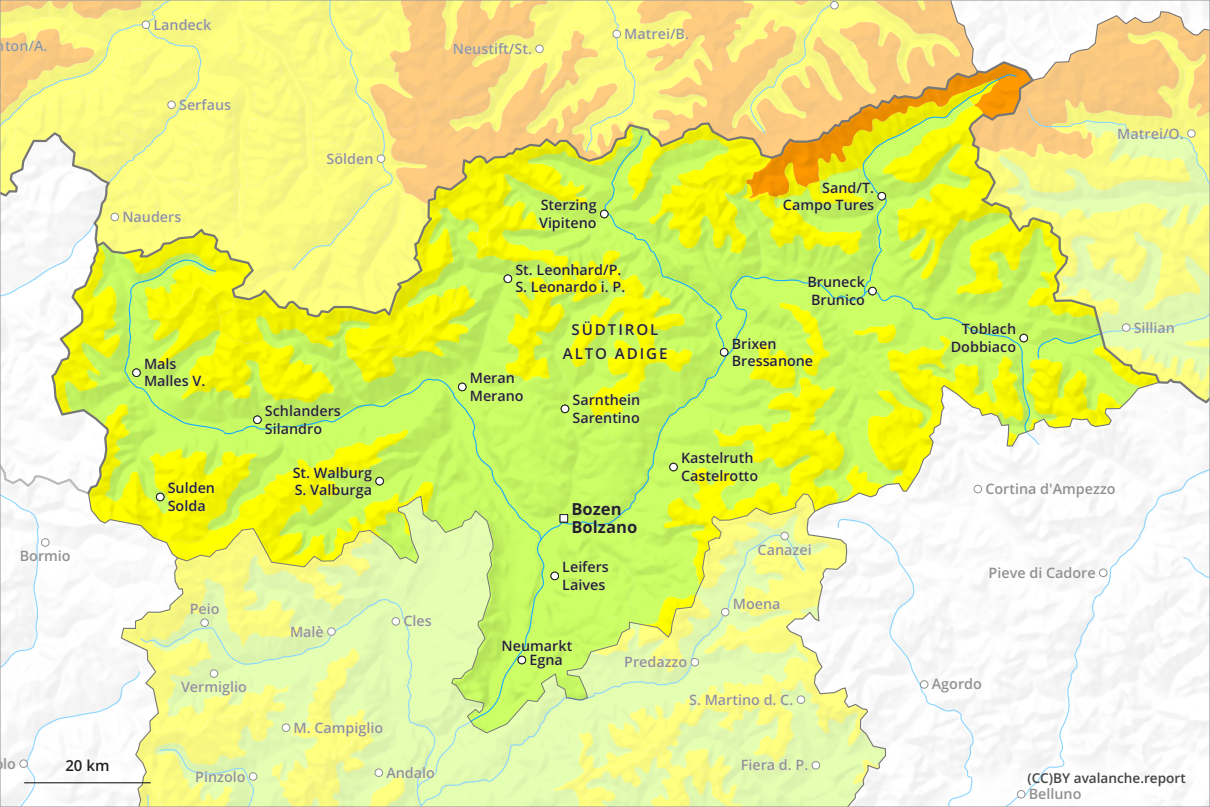 Landeck
nton/A.
Neustift/St.
Matrei/B.
Serfaus
Matrei/O.
Sölden
Sand/T.
Campo Tures
Nauders
Sterzing
Vipiteno
St. Leonhard/P.
S. Leonardo i. P.
Bruneck
Brunico
SÜDTIROL
ALTO ADIGE
Toblach
Dobbiaco
Sillian
Brixen
Bressanone
Mals
Malles V.
Meran
Merano
Schlanders
Silandro
Sarnthein
Sarentino
St. Walburg
S. Valburga
Kastelruth
Castelrotto
Sulden
Solda
Cortina d'Ampezzo
Bozen
Bolzano
Bormio
Canazei
Leifers
Laives
Pieve di Cadore
Peio
Malè
Cles
Moena
Neumarkt
Egna
Predazzo
Vermiglio
Agordo
S. Martino d. C.
M. Campiglio
olo
20 km
Pinzolo
Andalo
Fiera d. P.
(CC)BY avalanche.report
Belluno